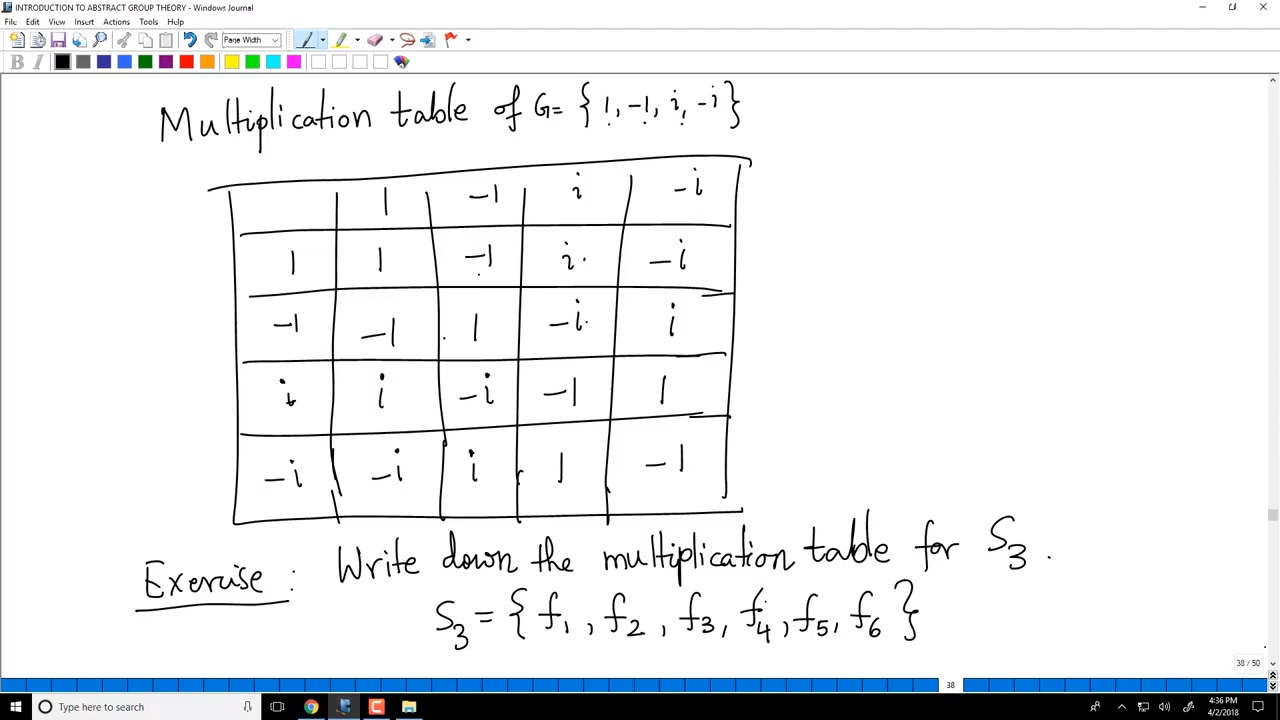 INTRODUCTION TO ABSTRACT GROUP THEORY - Windows Journal
File Edit View Insert Actions Tools Help
Page Width
B I
Multiplication table of G= { 1, -1, i, -i }
1 -1 i -i
1 1 -1 i -i
-1 -1 1 -i i
i i -i -1 1
-i -i i 1 -1
Exercise : Write down the multiplication table for S3 .
S3 = { f1 , f2 , f3, f4, f5, f6 }
38 / 50
38
Type here to search
4:36 PM
4/2/2018